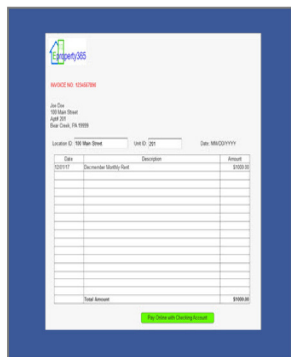 Eproperty365
INVOICE NO. 1234567890
Joe Doe
100 Main Street
Apt# 201
Bear Creek, PA 99999
Location ID: 100 Main Street Unit ID: 201 Date: MM/DD/YYYY
Date Description Amount
12/01/17 Decmember Monthly Rent $1000.00
Total Amount $1000.00
Pay Online with Checking Account